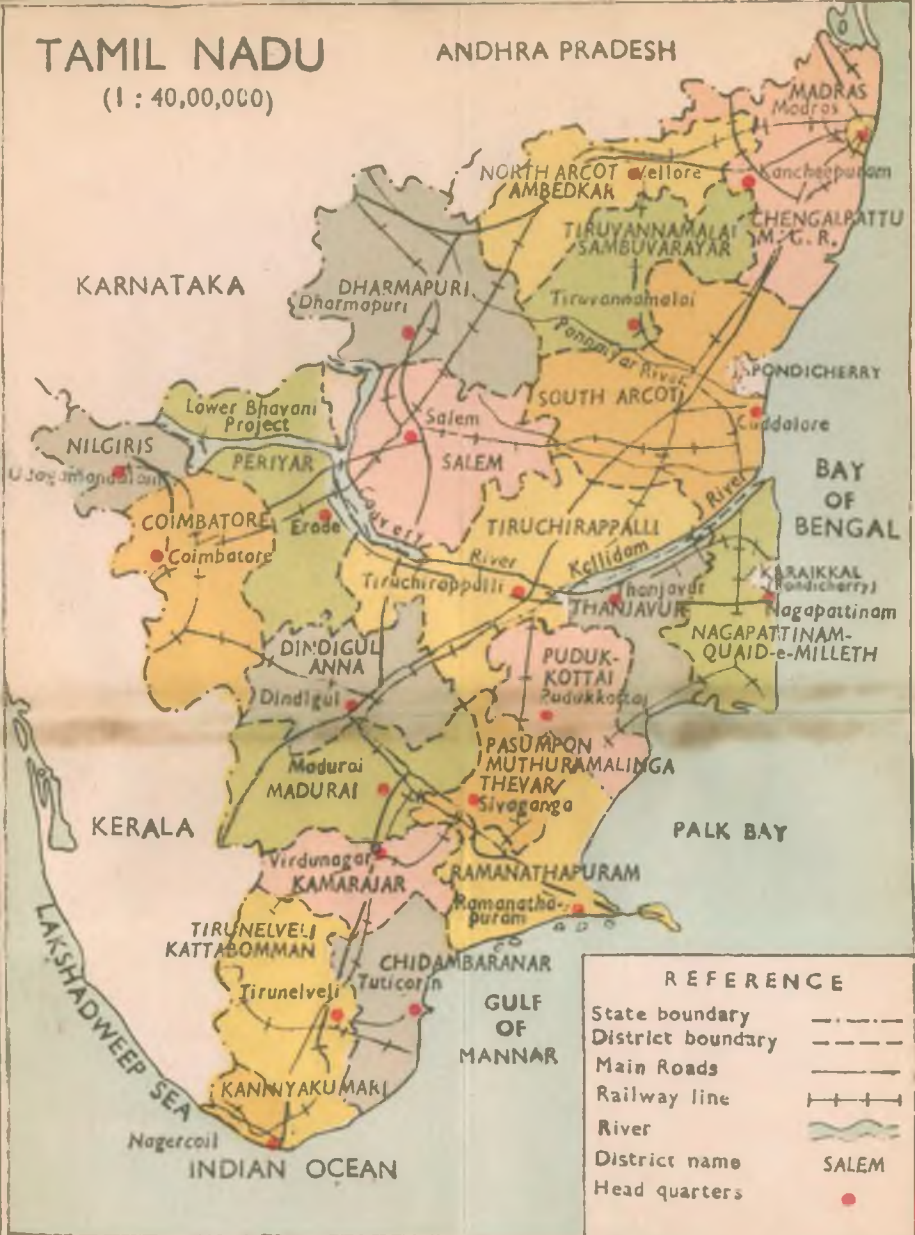 TAMIL NADU
(1 : 40,00,000)
ANDHRA PRADESH
MADRAS
Madras
NORTH ARCOT
AMBEDKAR
Vellore
Kancheepuram
CHENGALPATTU
M. G. R.
TIRUVANNAMALAI
SAMBUVARAYAR
KARNATAKA
DHARMAPURI
Dharmapuri
Tiruvannamalai
Ponnaiyar River
PONDICHERRY
SOUTH ARCOT
Cuddalore
Lower Bhavani
Project
NILGIRIS
Udagamandalam
PERIYAR
Salem
SALEM
BAY
OF
BENGAL
COIMBATORE
Coimbatore
Erode
Cauvery
River
TIRUCHIRAPPALLI
Tiruchirappalli
Kollidam
River
KARAIKKAL
(Pondicherry)
Thanjavur
THANJAVUR
Nagapattinam
NAGAPATTINAM-
QUAID-e-MILLETH
DINDIGUL
ANNA
Dindigul
PUDUK-
KOTTAI
Pudukkottai
PASUMPON
MUTHURAMALINGA
THEVAR
Sivaganga
Madurai
MADURAI
KERALA
PALK BAY
Virdunagar
KAMARAJAR
RAMANATHAPURAM
Ramanatha-
puram
TIRUNELVELI
KATTABOMMAN
CHIDAMBARANAR
Tuticorin
Tirunelveli
GULF
OF
MANNAR
LAKSHADWEEP SEA
KANNIYAKUMARI
Nagercoil
INDIAN OCEAN
REFERENCE
State boundary
District boundary
Main Roads
Railway line
River
District name SALEM
Head quarters